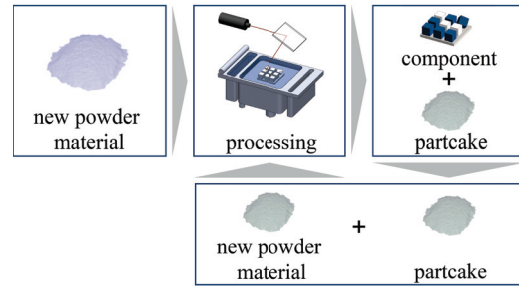 new powder
material
processing
component
+
partcake
+
new powder
material
partcake